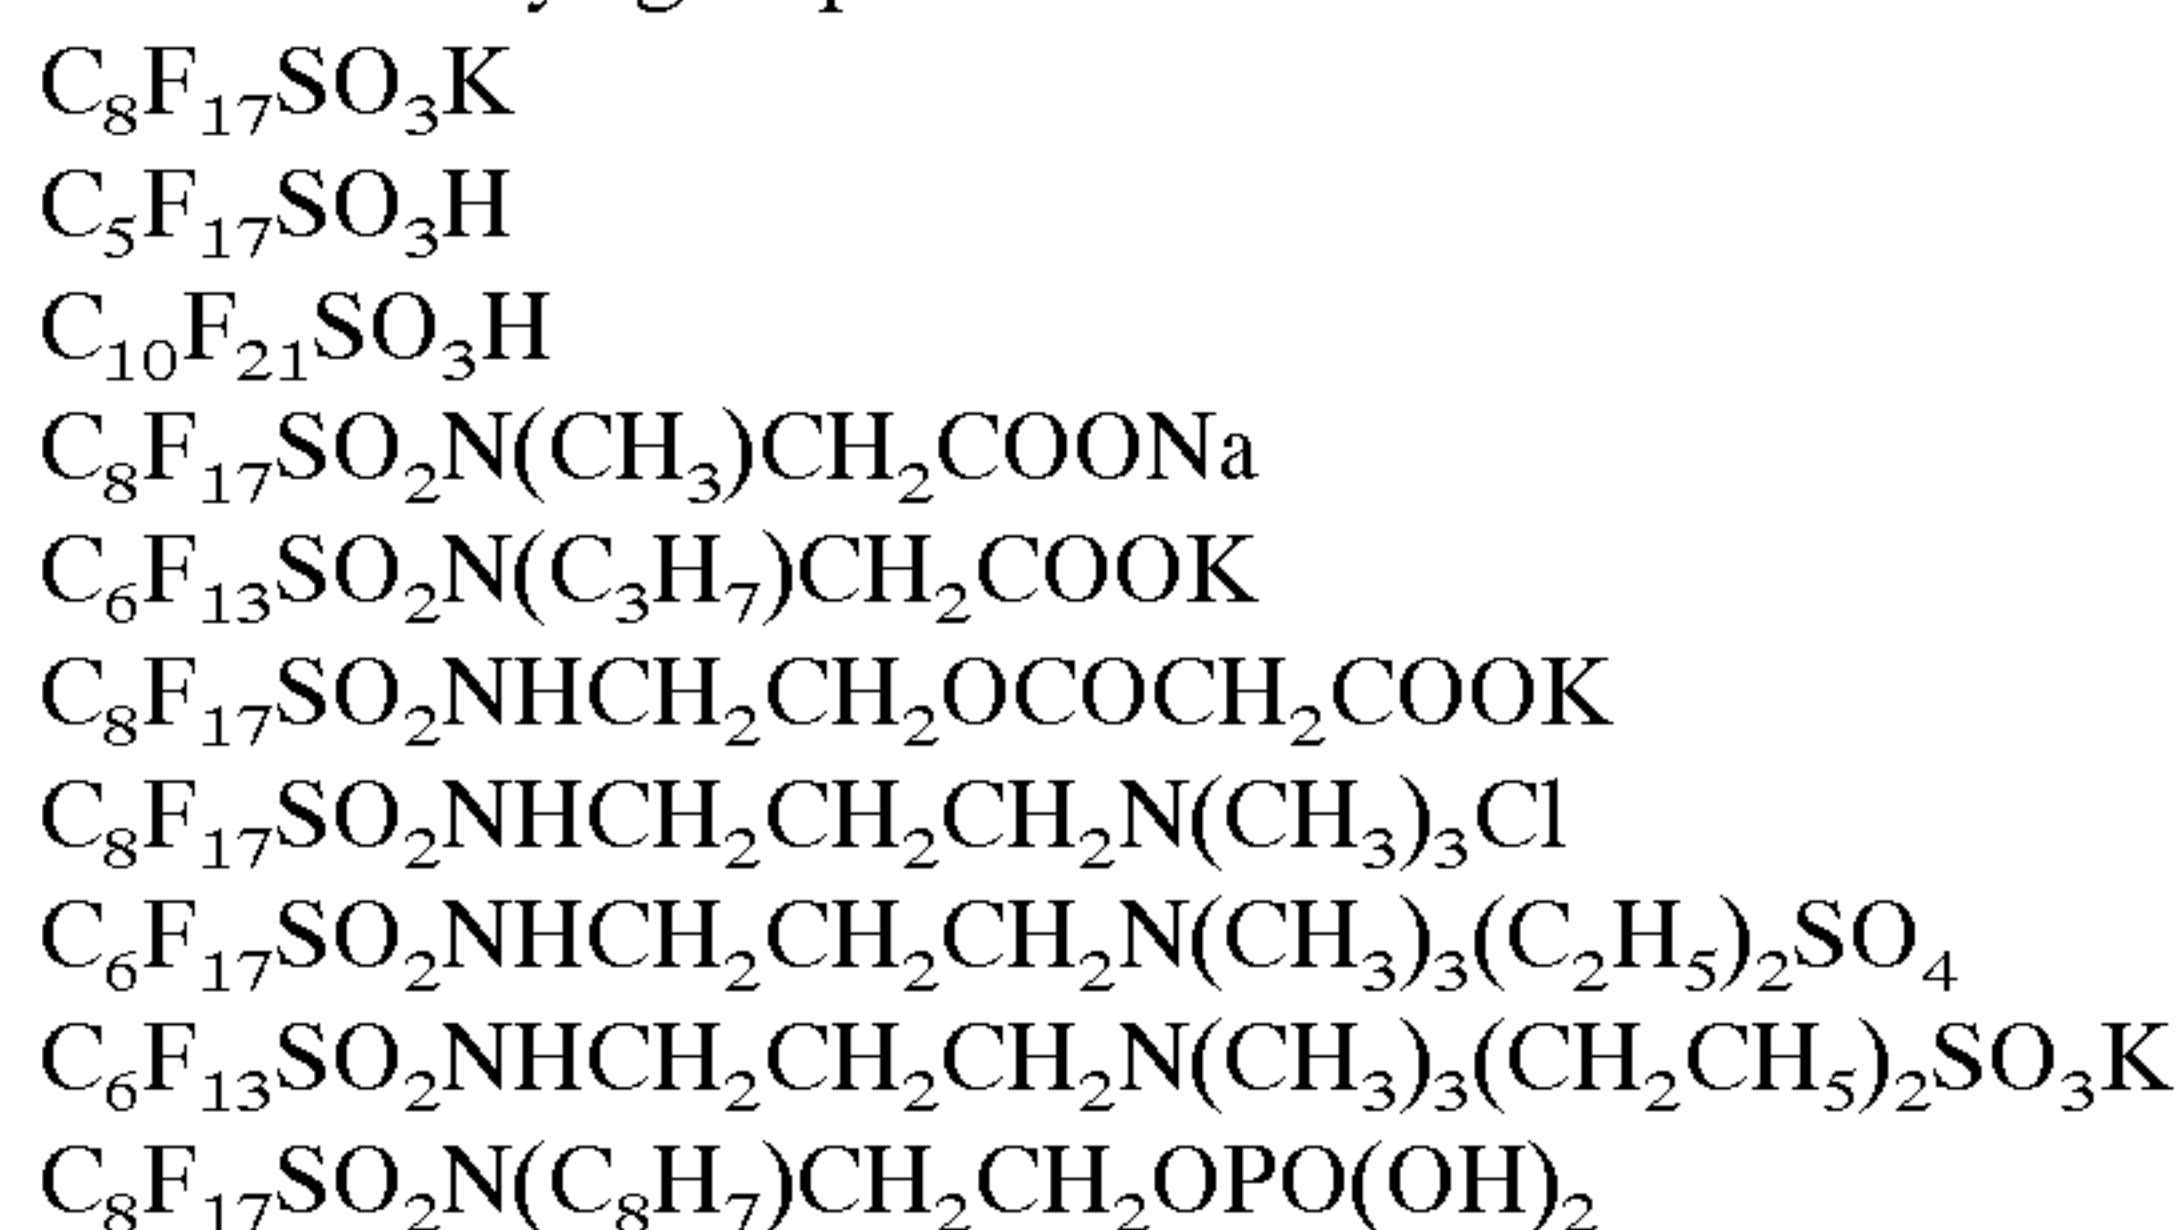 C₈F₁₇SO₃K
C₅F₁₇SO₃H
C₁₀F₂₁SO₃H
C₈F₁₇SO₂N(CH₃)CH₂COONa
C₆F₁₃SO₂N(C₃H₇)CH₂COOK
C₈F₁₇SO₂NHCH₂CH₂OCOCH₂COOK
C₈F₁₇SO₂NHCH₂CH₂CH₂N(CH₃)₃Cl
C₆F₁₇SO₂NHCH₂CH₂CH₂N(CH₃)₃(C₂H₅)₂SO₄
C₆F₁₃SO₂NHCH₂CH₂CH₂N(CH₃)₃(CH₂CH₅)₂SO₃K
C₈F₁₇SO₂N(C₈H₇)CH₂CH₂OPO(OH)₂